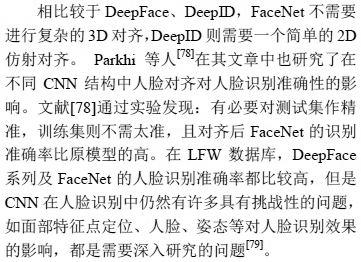 相比较于 DeepFace、DeepID，FaceNet 不需要
进行复杂的 3D 对齐，DeepID 则需要一个简单的 2D
仿射对齐。 Parkhi 等人[78]在其文章中也研究了在
不同 CNN 结构中人脸对齐对人脸识别准确性的影
响。文献[78]通过实验发现：有必要对测试集作精
准，训练集则不需太准，且对齐后 FaceNet 的识别
准确率比原模型的高。在 LFW 数据库，DeepFace
系列及 FaceNet 的人脸识别准确率都比较高，但是
CNN 在人脸识别中仍然有许多具有挑战性的问题，
如面部特征点定位、人脸、姿态等对人脸识别效果
的影响，都是需要深入研究的问题[79]。